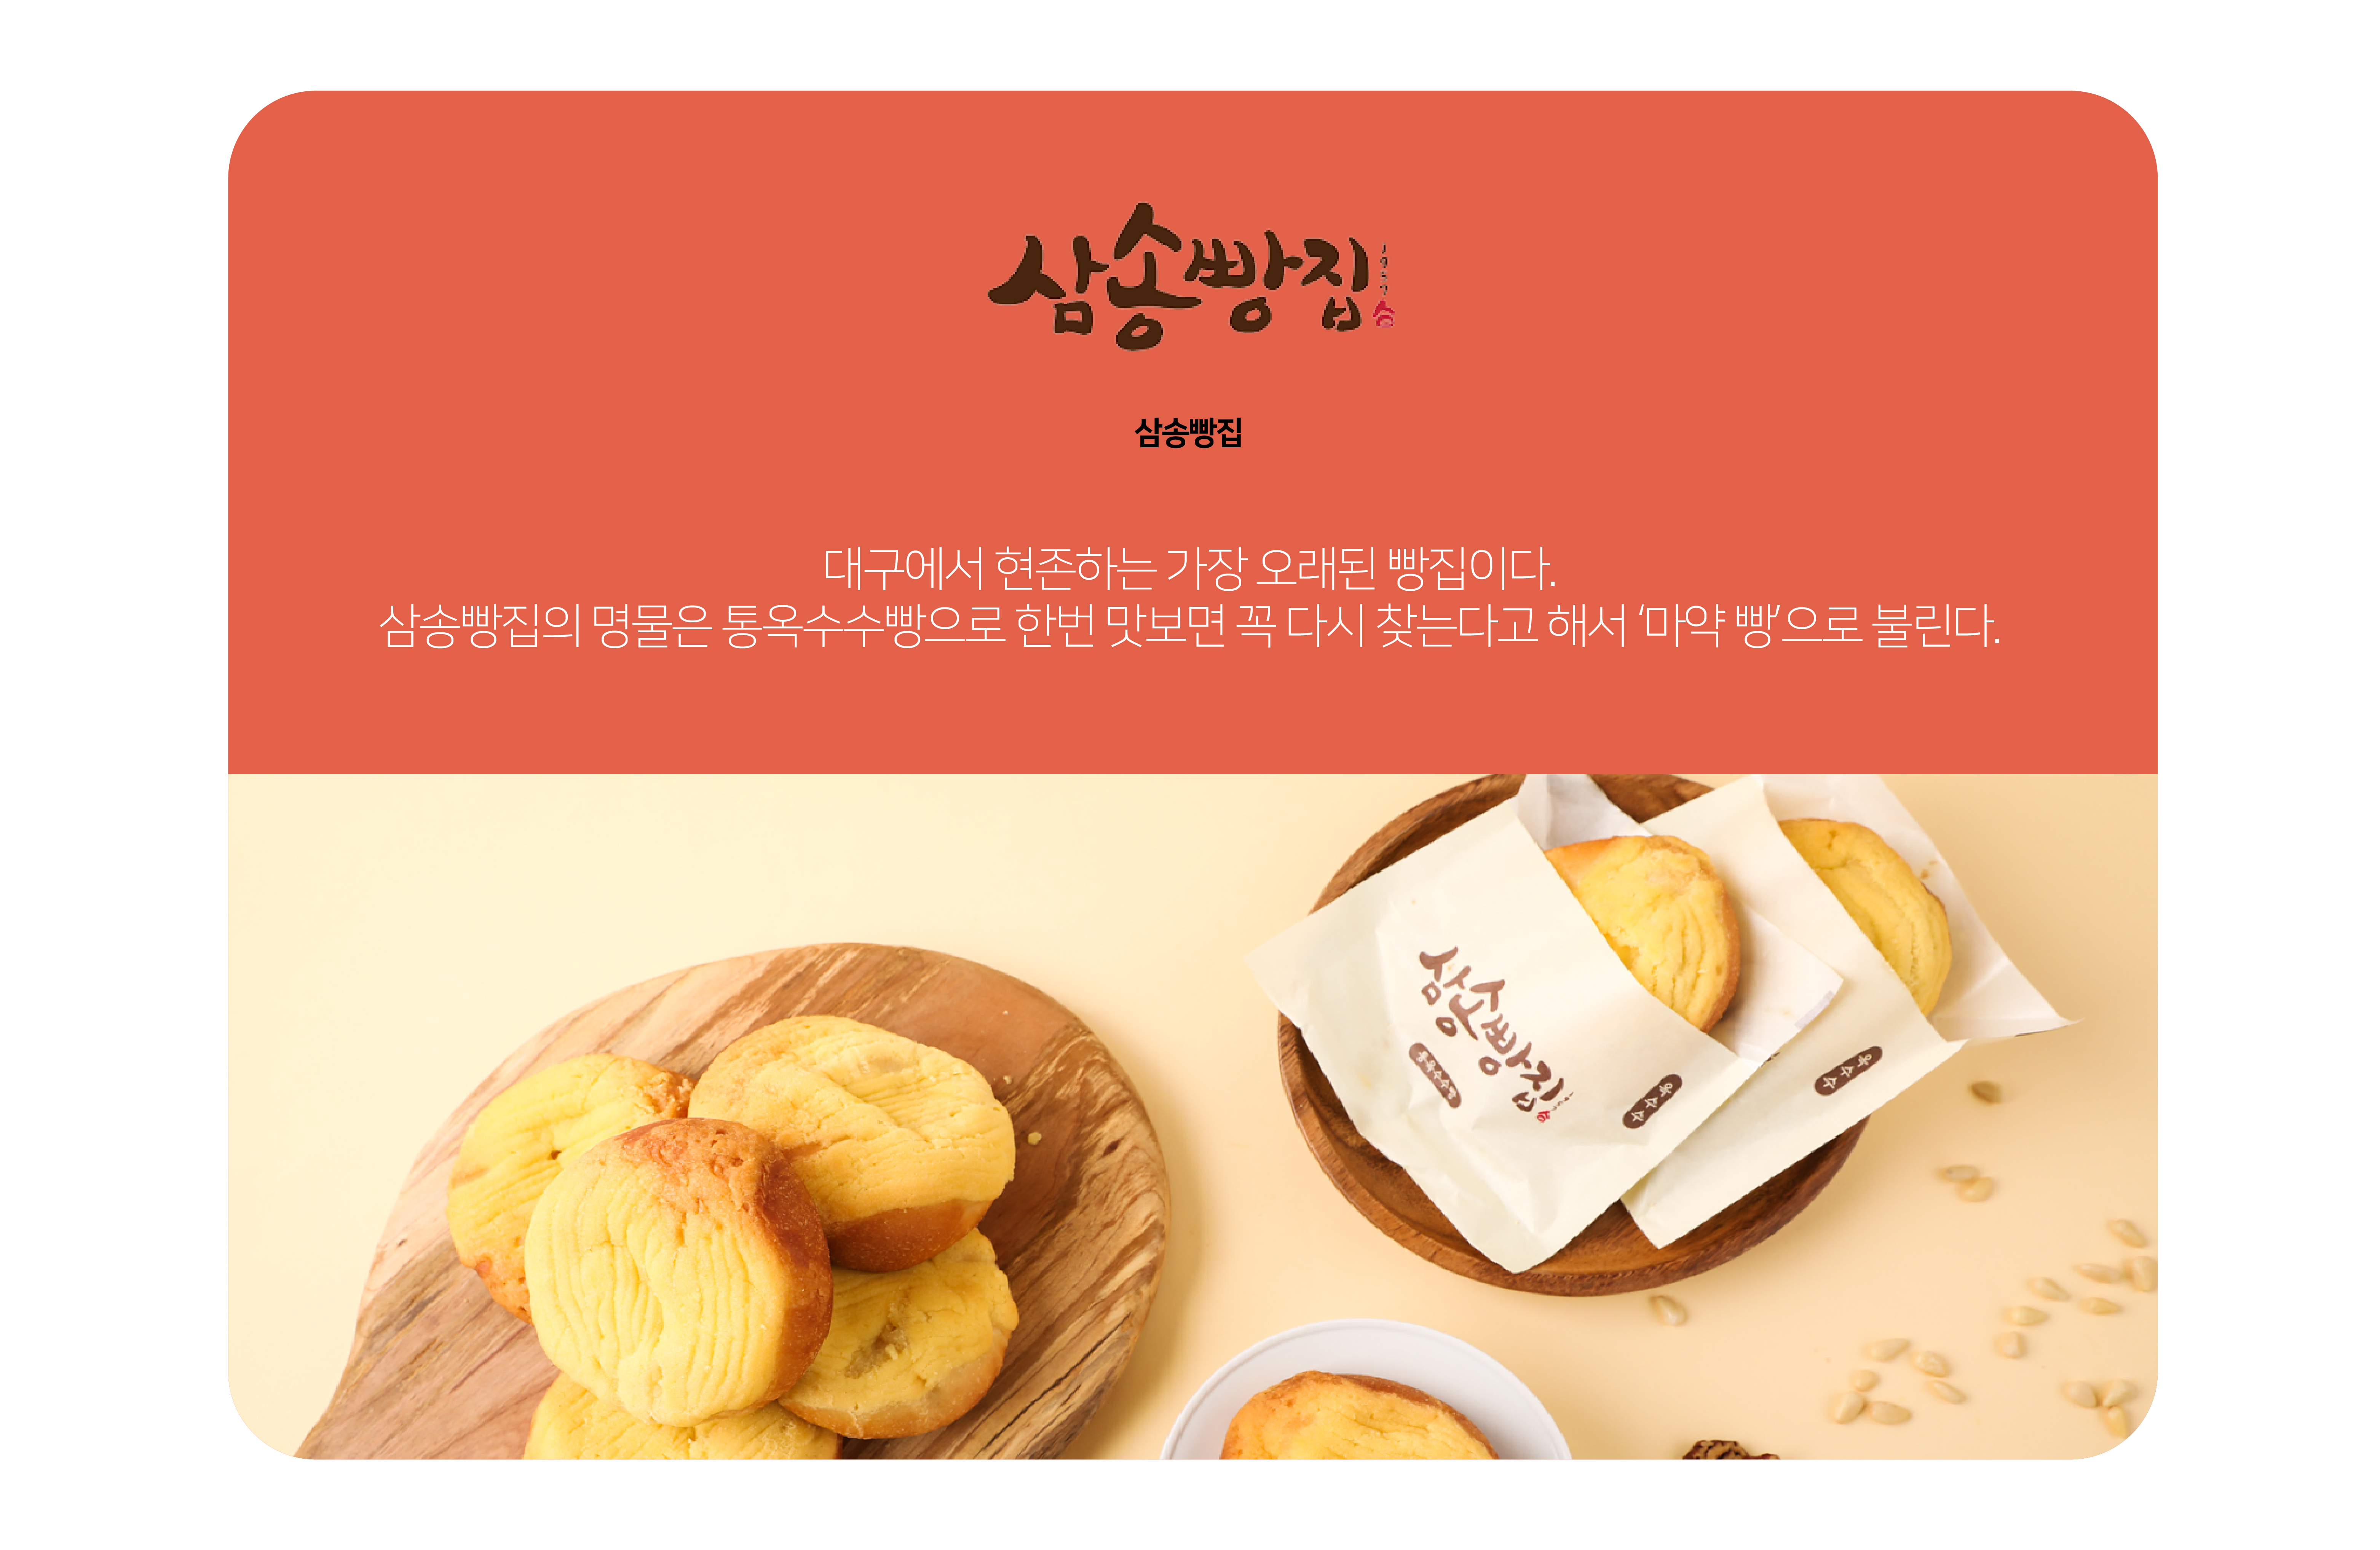 삼송빵집
삼송빵집
대구에서 현존하는 가장 오래된 빵집이다.
삼송빵집의 명물은 통옥수수빵으로 한번 맛보면 꼭 다시 찾는다고 해서 ‘마약 빵’으로 불린다.
삼송빵집
통옥수수빵
옥수수
옥수수